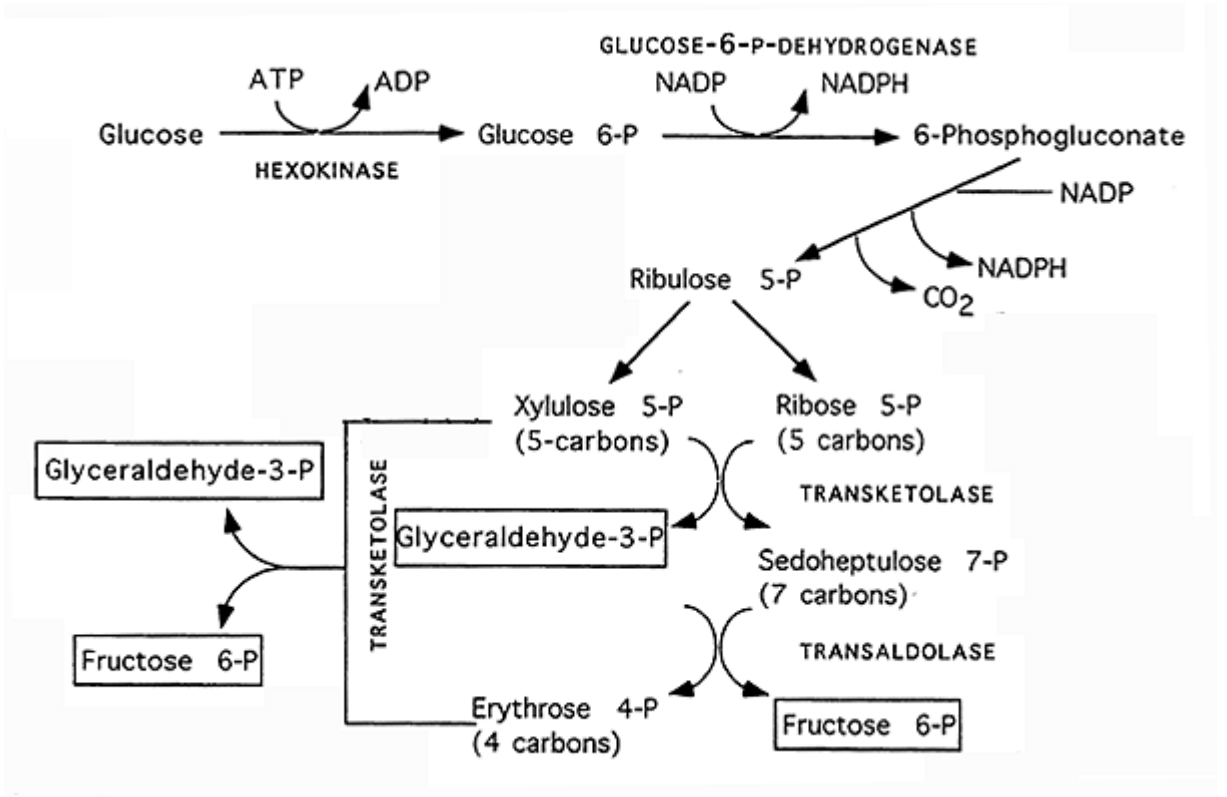 GLUCOSE-6-P-DEHYDROGENASE
ATP
ADP
NADP
NADPH
Glucose
Glucose 6-P
6-Phosphogluconate
HEXOKINASE
NADP
NADPH
CO2
Ribulose 5-P
Xylulose 5-P
(5-carbons)
Ribose 5-P
(5 carbons)
Glyceraldehyde-3-P
TRANSKETOLASE
TRANSKETOLASE
Glyceraldehyde-3-P
Sedoheptulose 7-P
(7 carbons)
Fructose 6-P
TRANSALDOLASE
Erythrose 4-P
(4 carbons)
Fructose 6-P